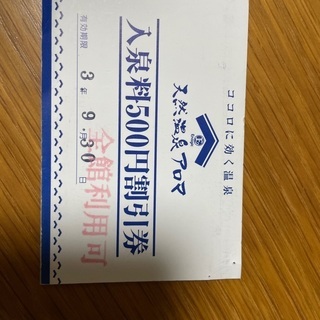 ココロに効く温泉
天然温泉アロマ
入泉料500円割引券
有効期限 3年9月30日
全館利用可